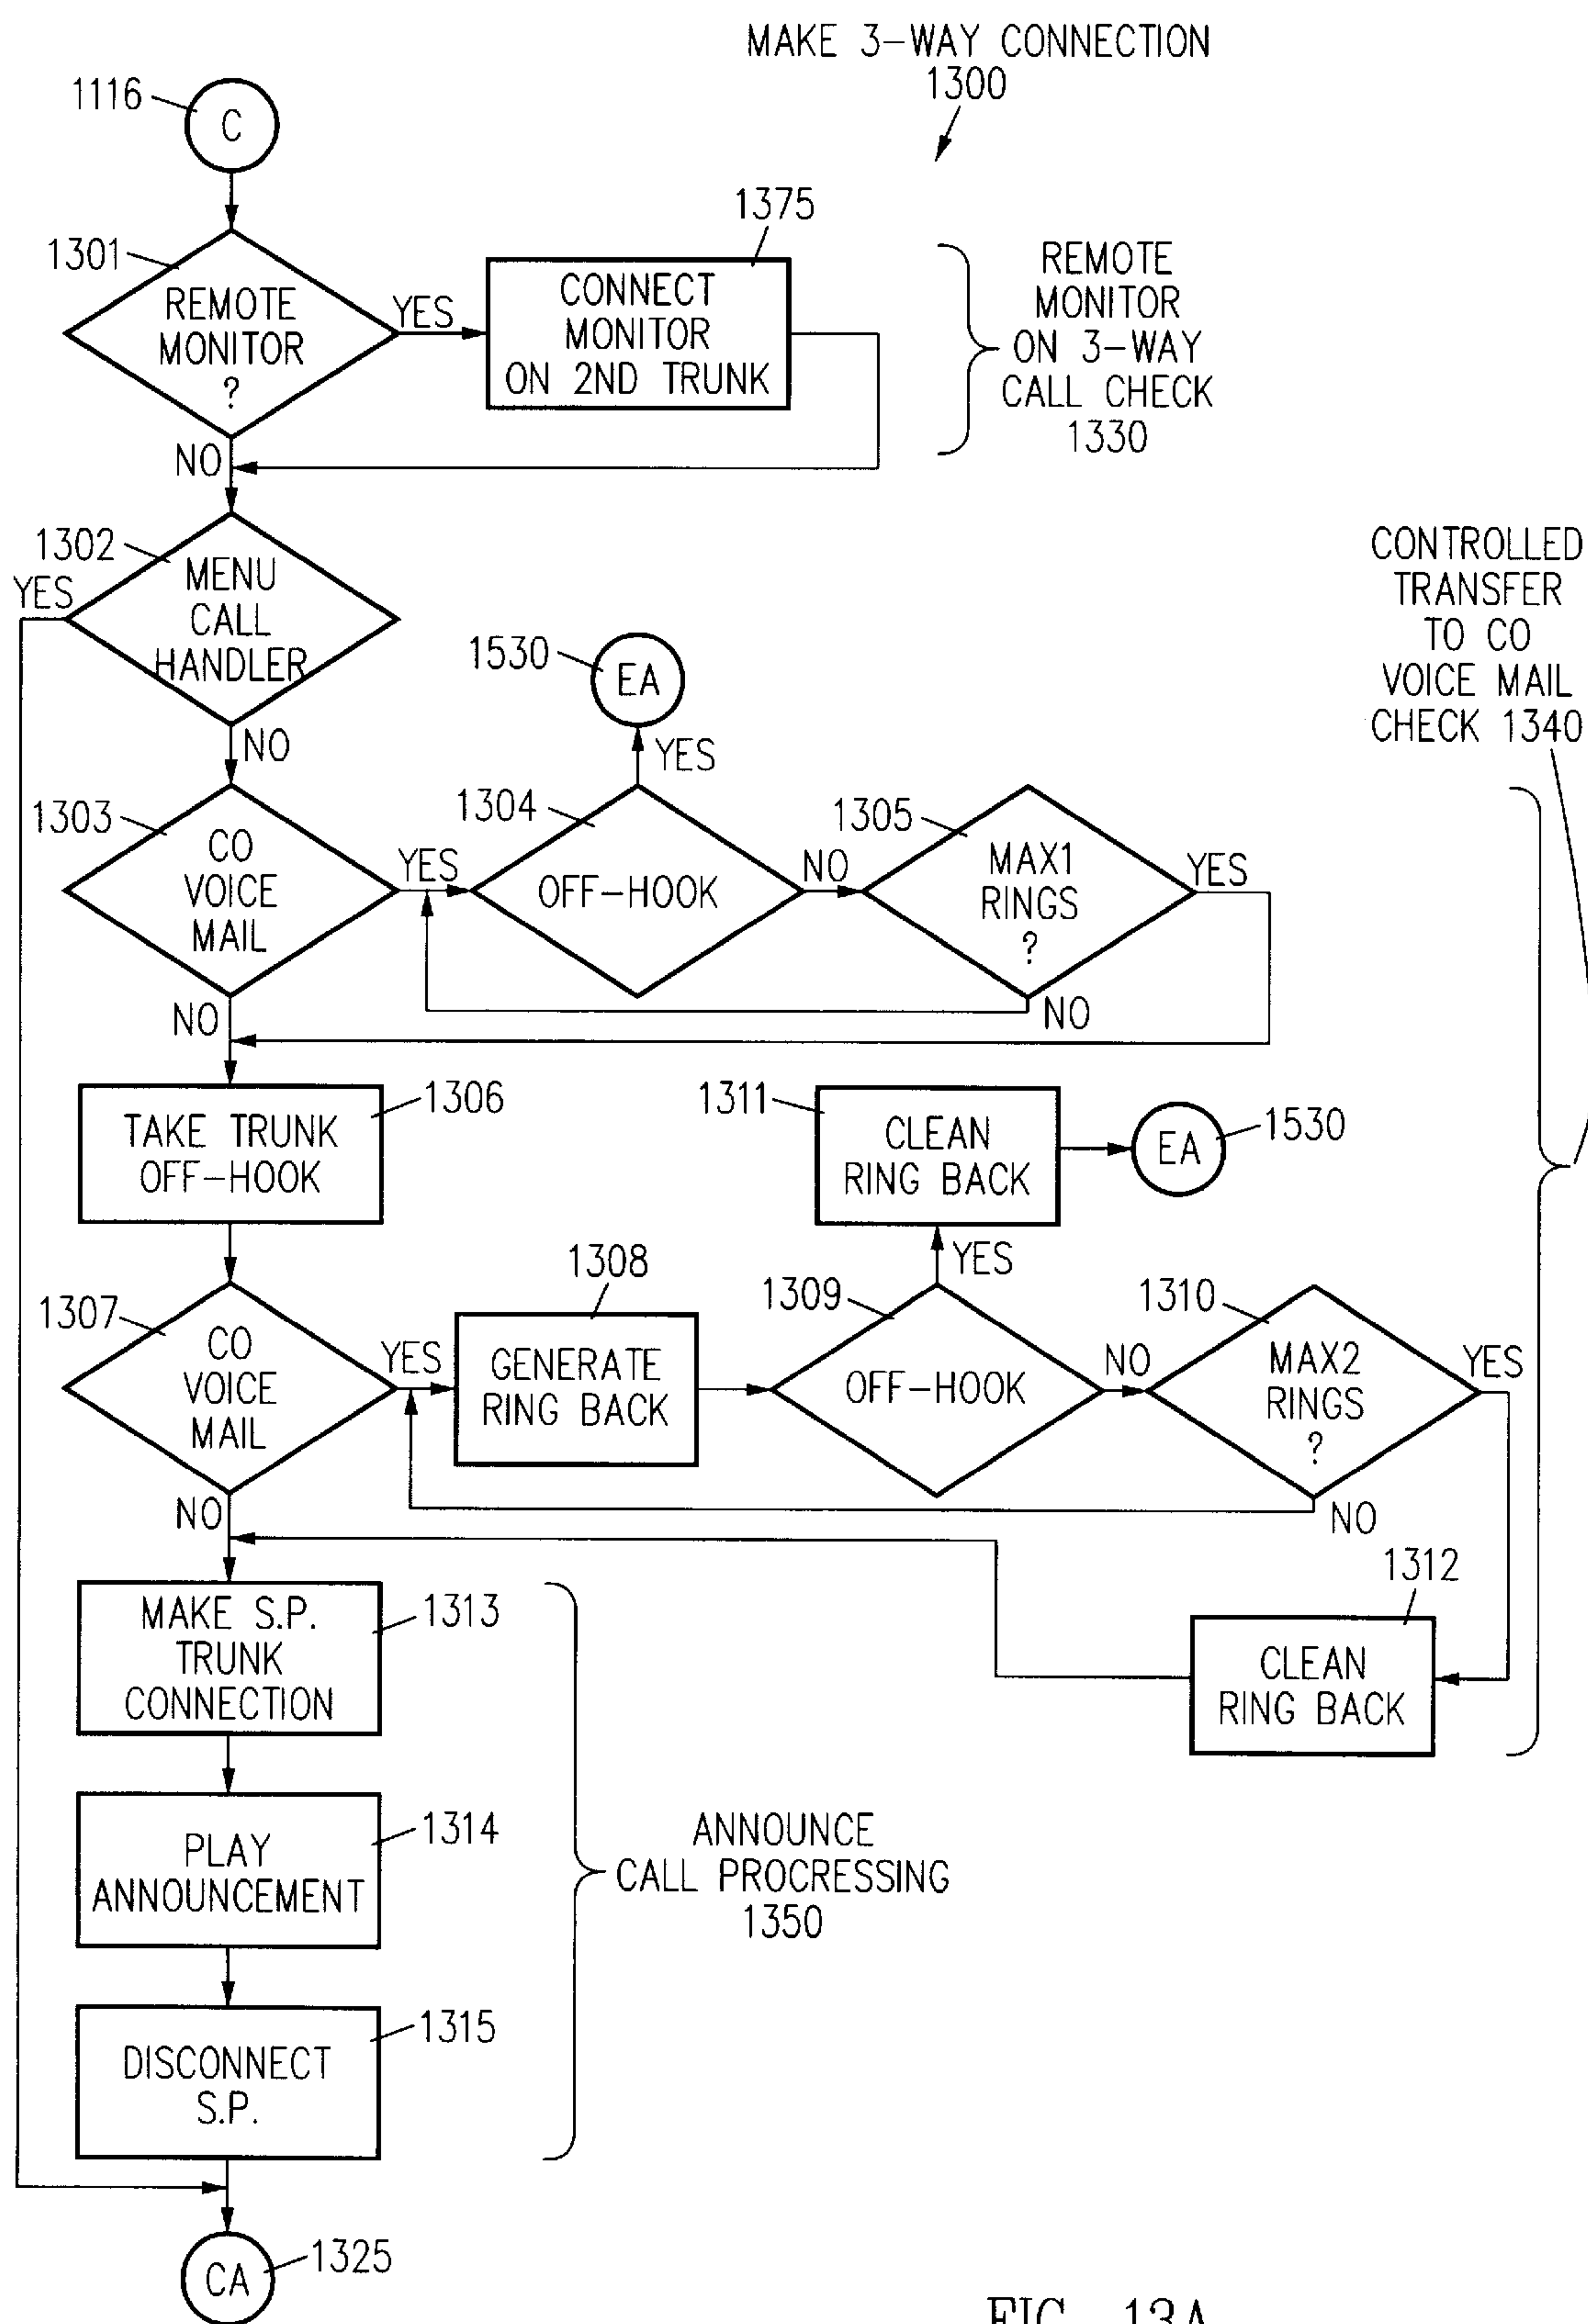 MAKE 3-WAY CONNECTION
1300
1116
C
1375
1301
REMOTE
MONITOR
?
YES
CONNECT
MONITOR
ON 2ND TRUNK
REMOTE
MONITOR
ON 3-WAY
CALL CHECK
1330
NO
1302
YES
MENU
CALL
HANDLER
NO
1530
EA
YES
CONTROLLED
TRANSFER
TO CO
VOICE MAIL
CHECK 1340
1303
CO
VOICE
MAIL
YES
1304
OFF-HOOK
NO
1305
MAX1
RINGS
?
YES
NO
NO
1306
TAKE TRUNK
OFF-HOOK
1311
CLEAN
RING BACK
EA
1530
1307
CO
VOICE
MAIL
YES
1308
GENERATE
RING BACK
YES
1309
OFF-HOOK
NO
1310
MAX2
RINGS
?
YES
NO
NO
1312
CLEAN
RING BACK
MAKE S.P.
TRUNK
CONNECTION
1313
PLAY
ANNOUNCEMENT
1314
ANNOUNCE
CALL PROCRESSING
1350
DISCONNECT
S.P.
1315
CA
1325
FIG. 13A